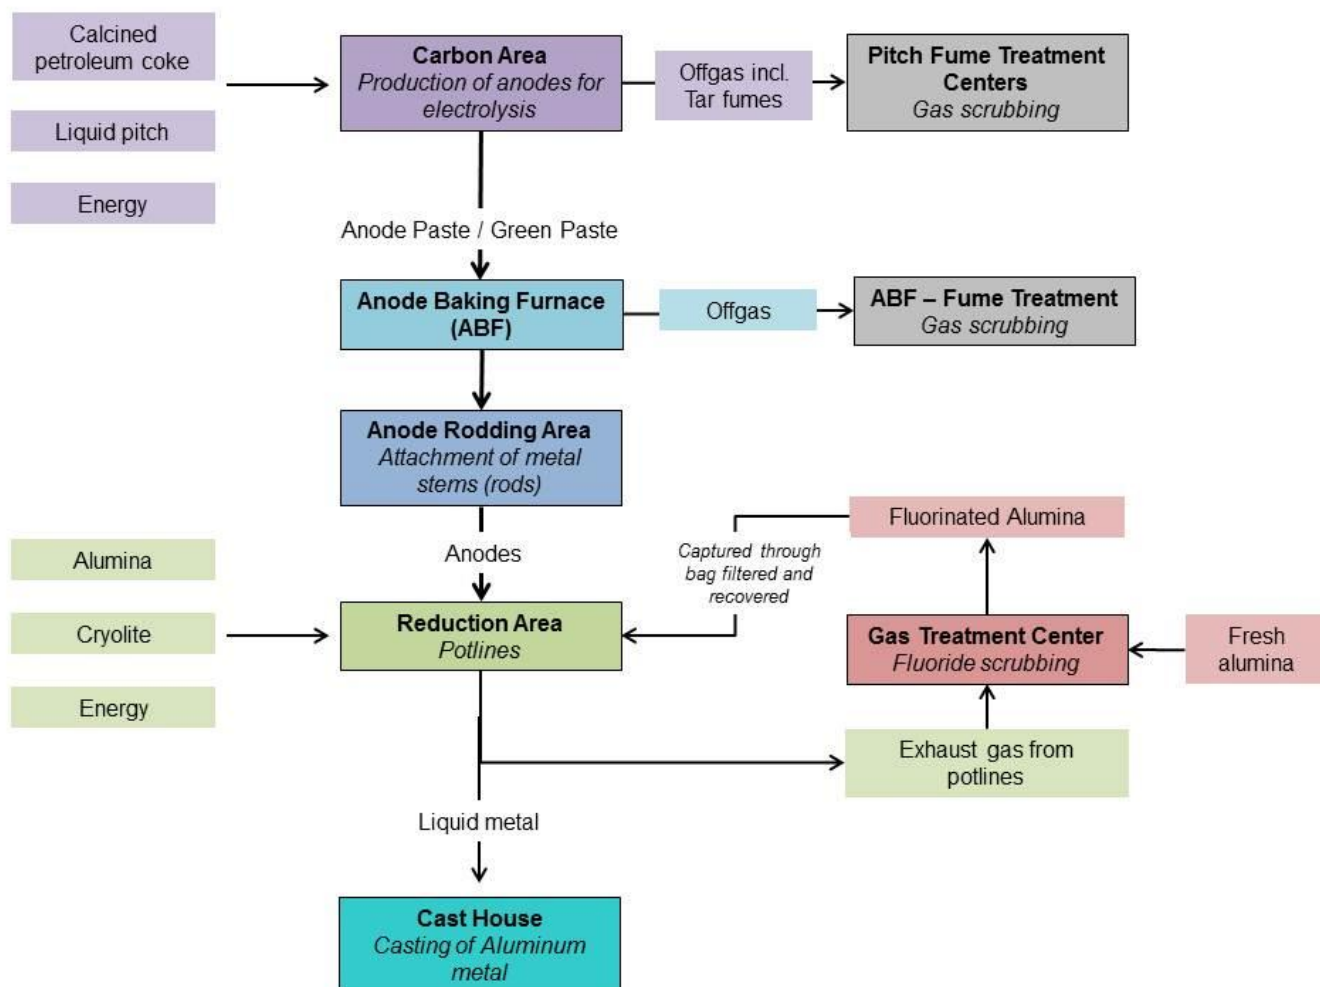 Calcined
petroleum coke
Liquid pitch
Energy
Carbon Area
Production of anodes for
electrolysis
Offgas incl.
Tar fumes
Pitch Fume Treatment
Centers
Gas scrubbing
Anode Paste / Green Paste
Anode Baking Furnace
(ABF)
Offgas
ABF – Fume Treatment
Gas scrubbing
Anode Rodding Area
Attachment of metal
stems (rods)
Anodes
Fluorinated Alumina
Captured through
bag filtered and
recovered
Alumina
Cryolite
Energy
Reduction Area
Potlines
Gas Treatment Center
Fluoride scrubbing
Fresh
alumina
Exhaust gas from
potlines
Liquid metal
Cast House
Casting of Aluminum
metal